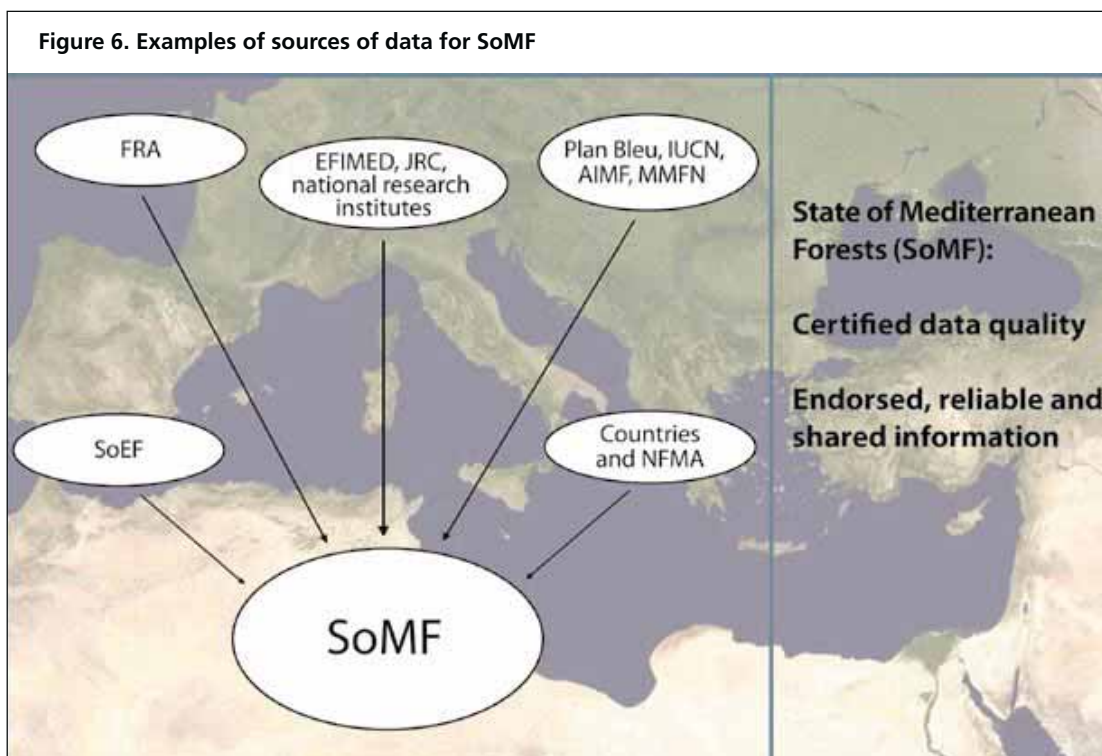 Figure 6. Examples of sources of data for SoMF
FRA
EFIMED, JRC,
national research
institutes
Plan Bleu, IUCN,
AIMF, MMFN
SoEF
Countries
and NFMA
SoMF
State of Mediterranean
Forests (SoMF):
Certified data quality
Endorsed, reliable and
shared information